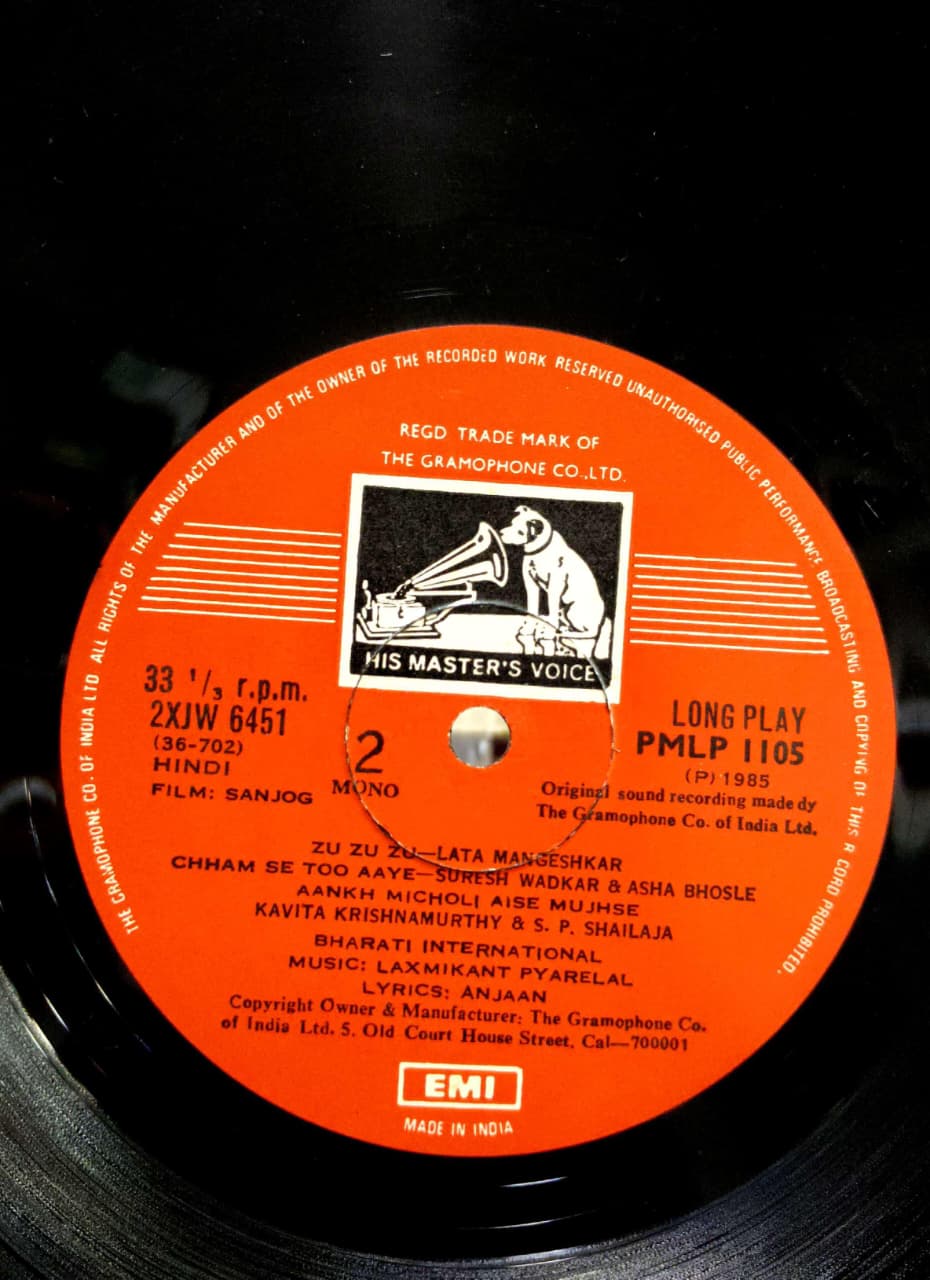 THE GRAMOPHONE CO. OF INDIA LTD ALL RIGHTS OF THE MANUFACTURER AND OF THE OWNER OF THE RECORDED WORK RESERVED UNAUTHORISED PUBLIC PERFORMANCE BROADCASTING AND COPYING OF THIS R CORD PROHIBITED.
REGD TRADE MARK OF
THE GRAMOPHONE CO.,LTD.
HIS MASTER'S VOICE
33 1/3 r.p.m.
2XJW 6451
(36-702)
HINDI
FILM: SANJOG
2
MONO
LONG PLAY
PMLP 1105
(P) 1985
Original sound recording made by
The Gramophone Co. of India Ltd.
ZU ZU ZU—LATA MANGESHKAR
CHHAM SE TOO AAYE—SURESH WADKAR & ASHA BHOSLE
AANKH MICHOLI AISE MUJHSE
KAVITA KRISHNAMURTHY & S. P. SHAILAJA
BHARATI INTERNATIONAL
MUSIC: LAXMIKANT PYARELAL
LYRICS: ANJAAN
Copyright Owner & Manufacturer: The Gramophone Co.
of India Ltd. 5. Old Court House Street, Cal—700001
EMI
MADE IN INDIA